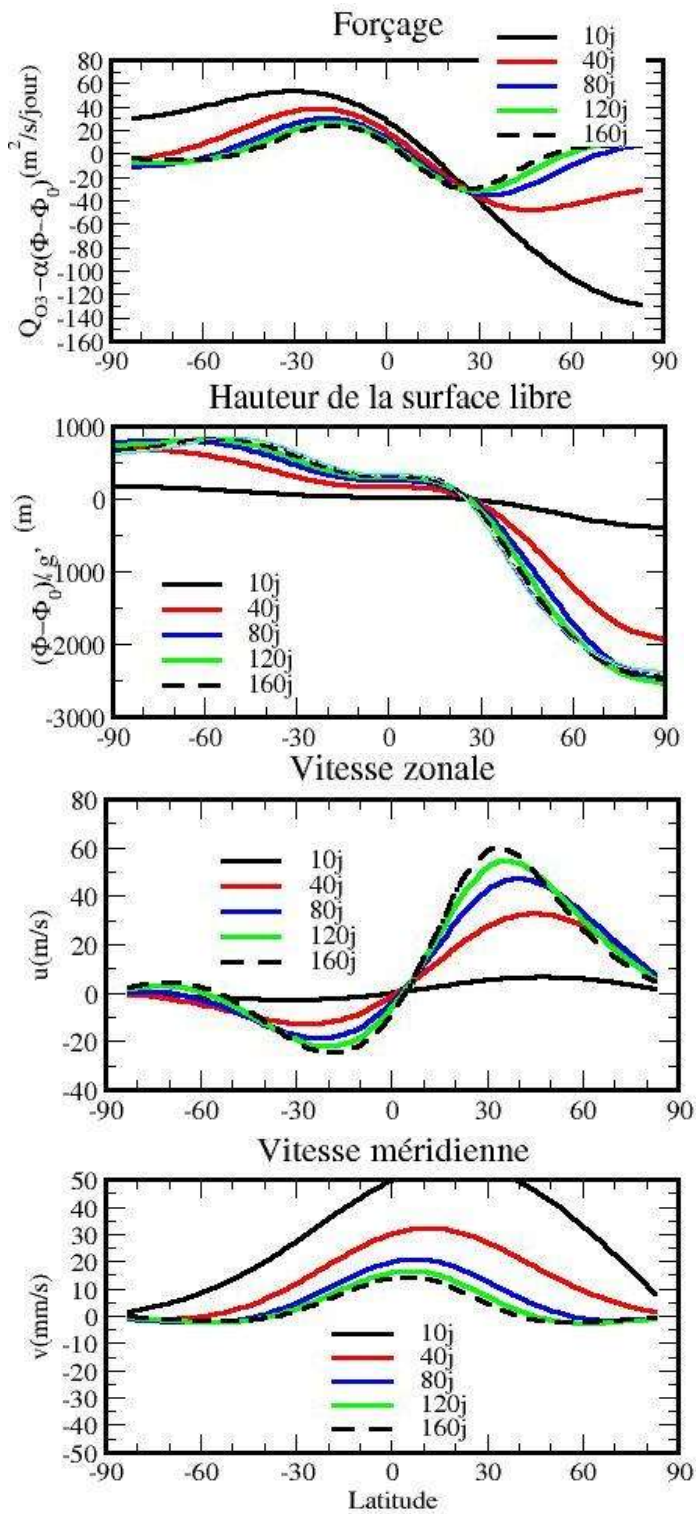 Forçage
10j
40j
80j
120j
160j
Q_O3−α(Φ−Φ_0)(m²/s/jour)
80
60
40
20
0
-20
-40
-60
-80
-100
-120
-140
-160
-90 -60 -30 0 30 60 90
Hauteur de la surface libre
(Φ−Φ_0)/g' (m)
1000
0
-1000
-2000
-3000
10j
40j
80j
120j
160j
-90 -60 -30 0 30 60 90
Vitesse zonale
u(m/s)
80
60
40
20
0
-20
-40
10j
40j
80j
120j
160j
-90 -60 -30 0 30 60 90
Vitesse méridienne
v(mm/s)
50
40
30
20
10
0
-10
-20
-30
-40
-50
10j
40j
80j
120j
160j
-90 -60 -30 0 30 60 90
Latitude